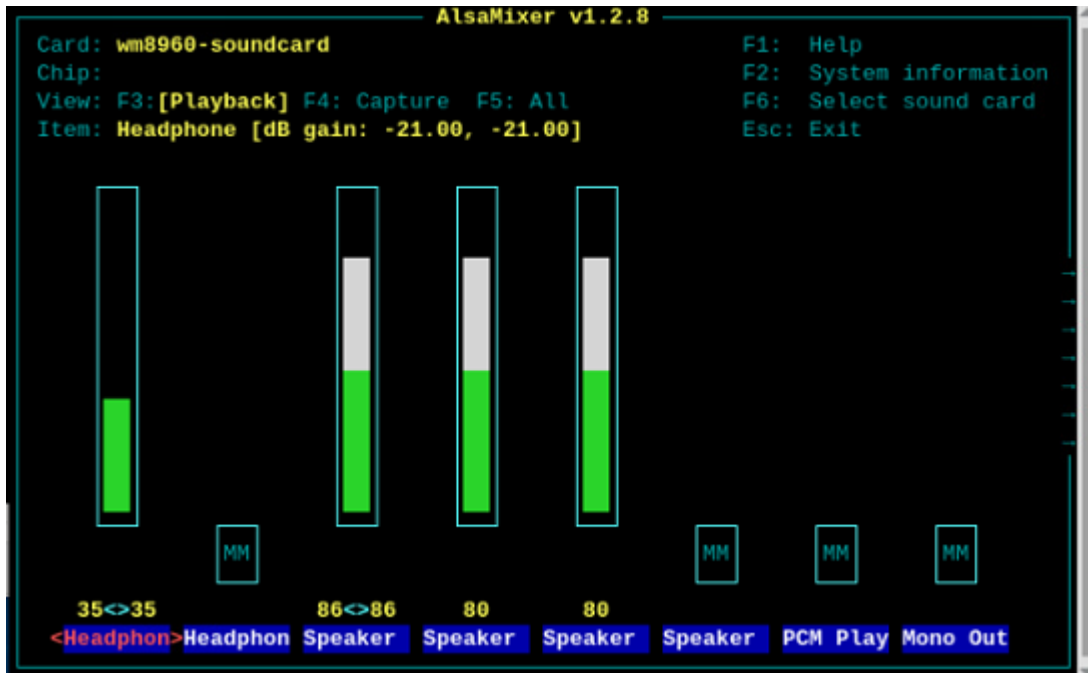 AlsaMixer v1.2.8
Card: wm8960-soundcard F1: Help
Chip: F2: System information
View: F3:[Playback] F4: Capture F5: All F6: Select sound card
Item: Headphone [dB gain: -21.00, -21.00] Esc: Exit
MM MM MM MM
35<>35 86<>86 80 80
<Headphon>Headphon Speaker Speaker Speaker Speaker PCM Play Mono Out